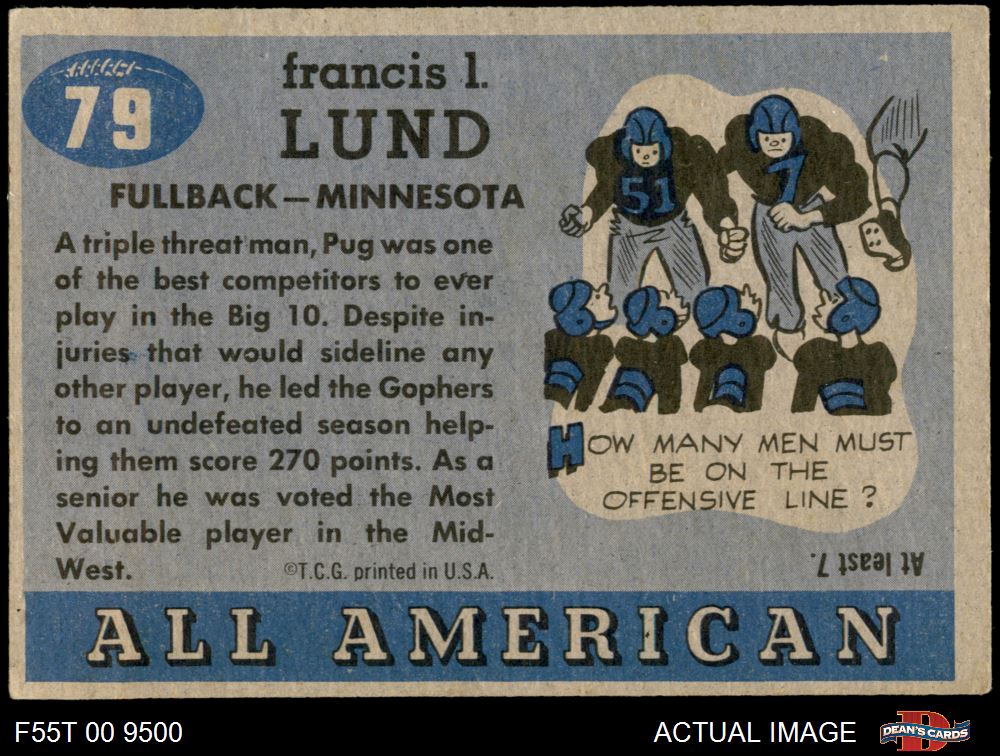 79
francis l.
LUND
FULLBACK — MINNESOTA
A triple threat man, Pug was one
of the best competitors to ever
play in the Big 10. Despite in-
juries that would sideline any
other player, he led the Gophers
to an undefeated season help-
ing them score 270 points. As a
senior he was voted the Most
Valuable player in the Mid-
West.
©T.C.G. printed in U.S.A.
51
7
HOW MANY MEN MUST
BE ON THE
OFFENSIVE LINE?
At least 7.
ALL AMERICAN
F55T 00 9500
ACTUAL IMAGE
D
DEAN'S CARDS